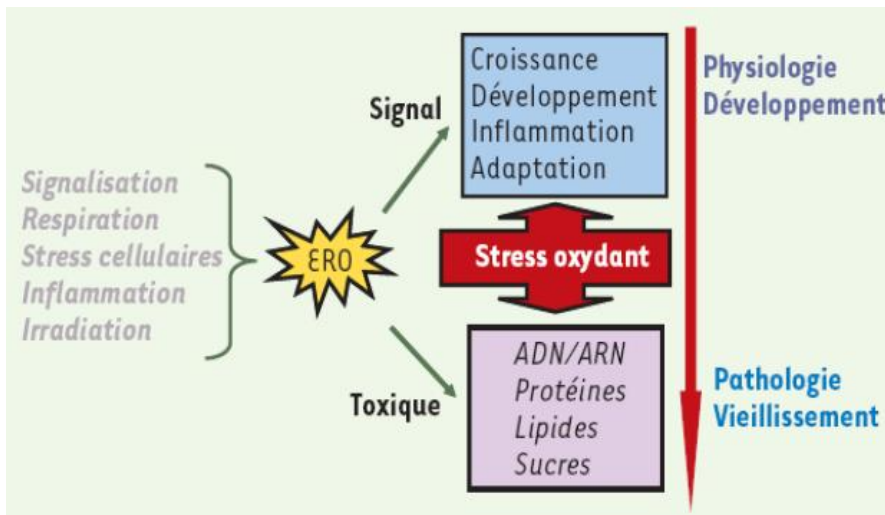 Signalisation
Respiration
Stress cellulaires
Inflammation
Irradiation
ERO
Signal
Toxique
Croissance
Développement
Inflammation
Adaptation
Stress oxydant
ADN/ARN
Protéines
Lipides
Sucres
Physiologie
Développement
Pathologie
Vieillissement